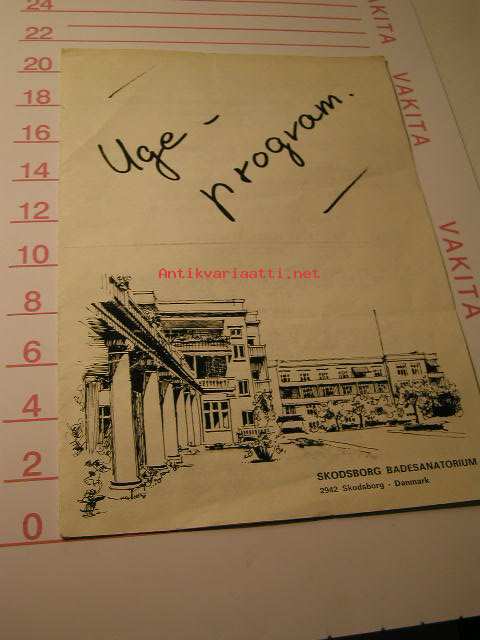 24
22
20
18
16
14
12
10
8
6
4
2
0
VAKITA
VAKITA
VAKITA
Uge -
program.
Antikvariaatti.net
SKODSBORG BADESANATORIUM
2942 Skodsborg - Danmark